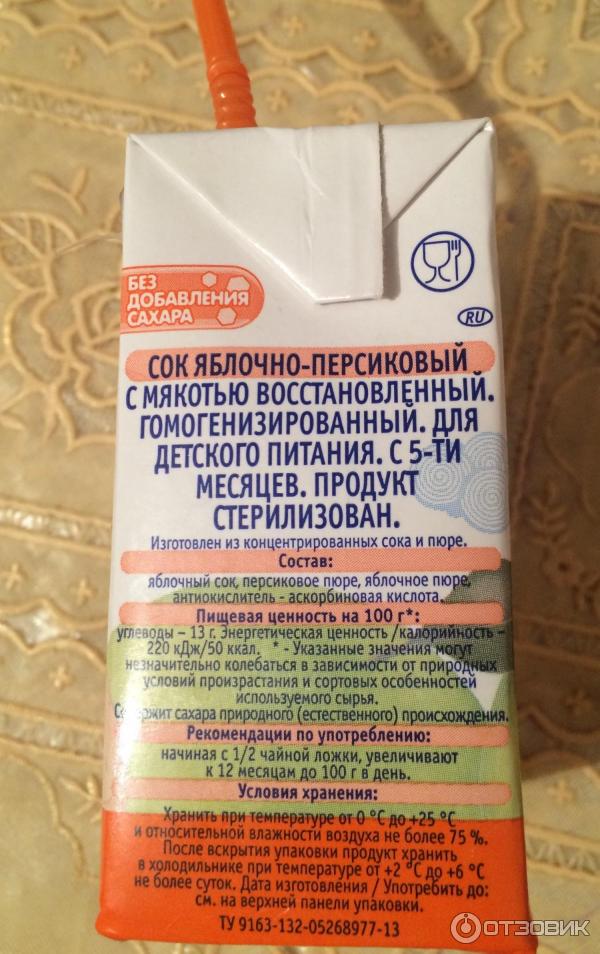 БЕЗ
ДОБАВЛЕНИЯ
САХАРА
RU
СОК ЯБЛОЧНО-ПЕРСИКОВЫЙ
С МЯКОТЬЮ ВОССТАНОВЛЕННЫЙ.
ГОМОГЕНИЗИРОВАННЫЙ. ДЛЯ
ДЕТСКОГО ПИТАНИЯ. С 5-ТИ
МЕСЯЦЕВ. ПРОДУКТ
СТЕРИЛИЗОВАН.
Изготовлен из концентрированных сока и пюре.
Состав:
яблочный сок, персиковое пюре, яблочное пюре,
антиокислитель - аскорбиновая кислота.
Пищевая ценность на 100 г*:
углеводы – 13 г. Энергетическая ценность /калорийность –
220 кДж/50 ккал. * - Указанные значения могут
незначительно колебаться в зависимости от природных
условий произрастания и сортовых особенностей
используемого сырья.
Содержит сахара природного (естественного) происхождения.
Рекомендации по употреблению:
начиная с 1/2 чайной ложки, увеличивают
к 12 месяцам до 100 г в день.
Условия хранения:
Хранить при температуре от 0 °С до +25 °С
и относительной влажности воздуха не более 75 %.
После вскрытия упаковки продукт хранить
в холодильнике при температуре от +2 °С до +6 °С
не более суток. Дата изготовления / Употребить до:
см. на верхней панели упаковки.
ТУ 9163-132-05268977-13
ОТЗОВИК